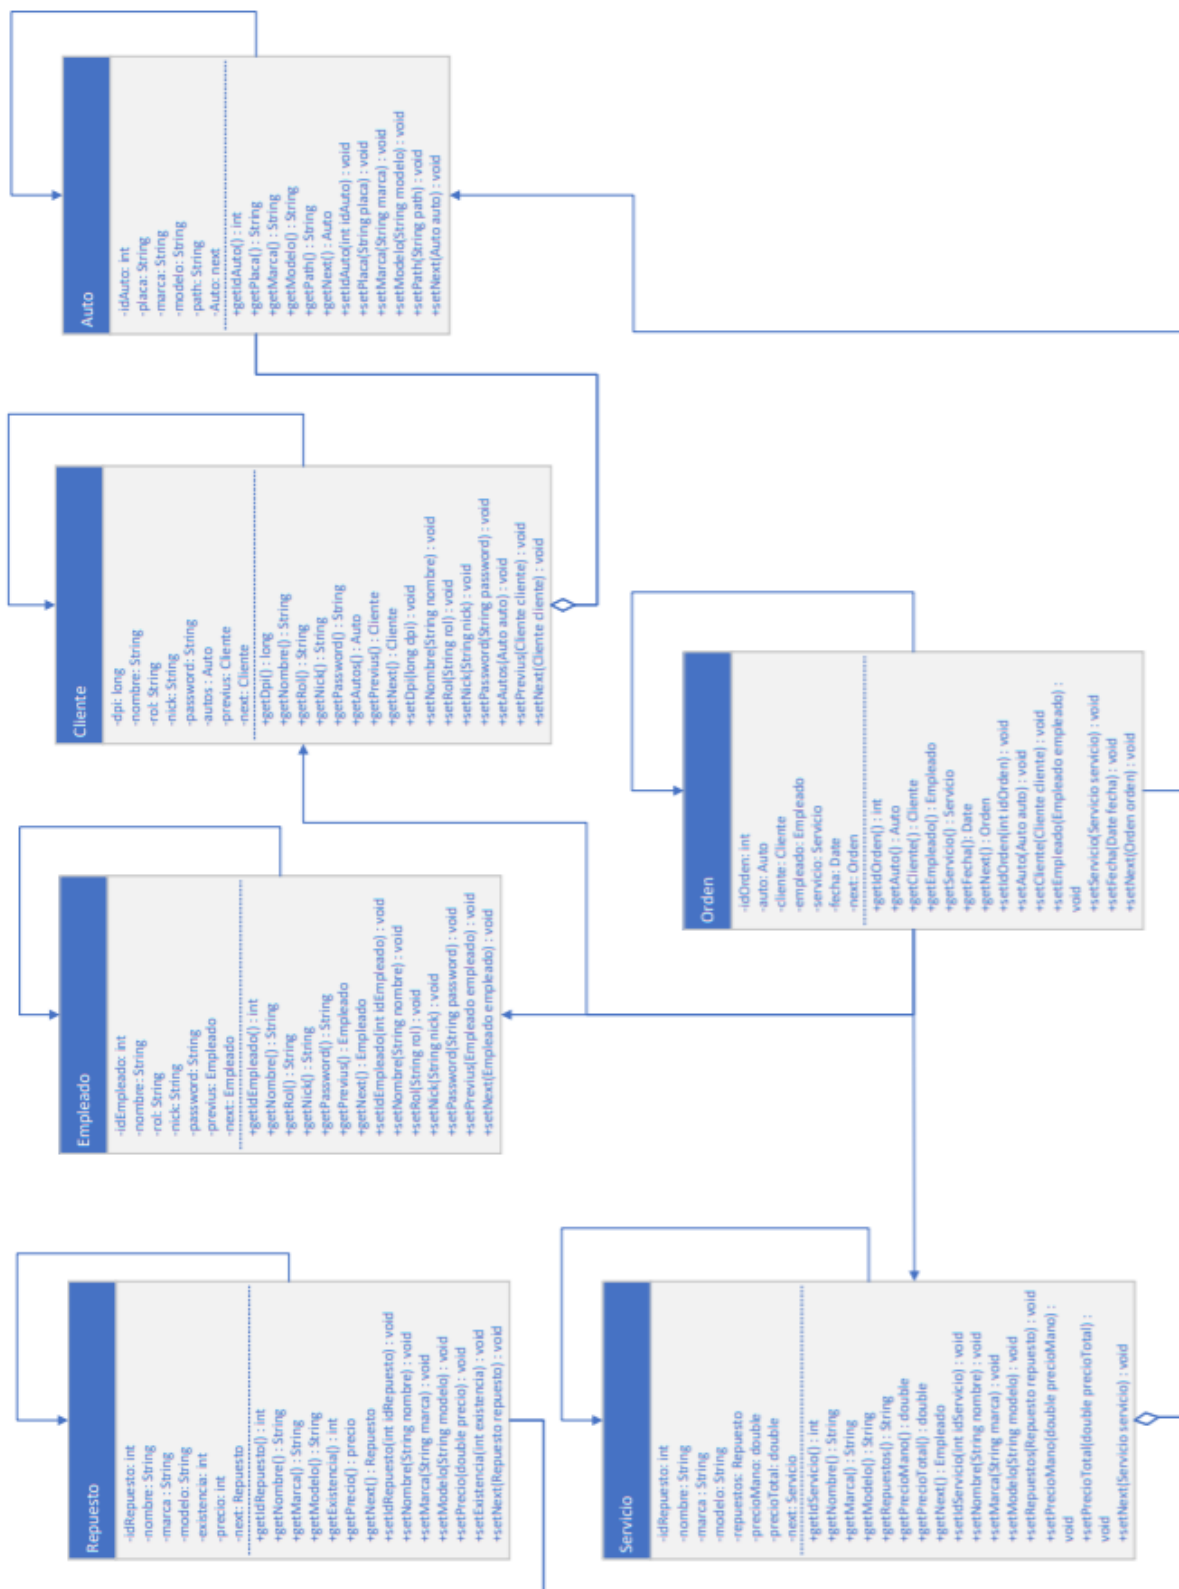 Repuesto
-idRepuesto: int
-nombre: String
-marca : String
-modelo: String
-existencia: int
-precio: int
-next: Repuesto
+getIdRepuesto() : int
+getNombre() : String
+getMarca() : String
+getModelo() : String
+getExistencia() : int
+getPrecio() : precio
+getNext() : Repuesto
+setIdRepuesto(int idRepuesto) : void
+setNombre(String nombre) : void
+setMarca(String marca) : void
+setModelo(String modelo) : void
+setPrecio(double precio) : void
+setExistencia(int existencia) : void
+setNext(Repuesto repuesto) : void
Empleado
-idEmpleado: int
-nombre: String
-rol: String
-nick: String
-password: String
-previus: Empleado
-next: Empleado
+getIdEmpleado() : int
+getNombre() : String
+getRol() : String
+getNick() : String
+getPassword() : String
+getPrevius() : Empleado
+getNext() : Empleado
+setIdEmpleado(int idEmpleado) : void
+setNombre(String nombre) : void
+setRol(String rol) : void
+setNick(String nick) : void
+setPassword(String password) : void
+setPrevius(Empleado empleado) : void
+setNext(Empleado empleado) : void
Cliente
-dpi: long
-nombre: String
-rol: String
-nick: String
-password: String
-autos : Auto
-previus: Cliente
-next: Cliente
+getDpi() : long
+getNombre() : String
+getRol() : String
+getNick() : String
+getPassword() : String
+getAutos() : Auto
+getPrevius() : Cliente
+getNext() : Cliente
+setDpi(long dpi) : void
+setNombre(String nombre) : void
+setRol(String rol) : void
+setNick(String nick) : void
+setPassword(String password) : void
+setAutos(Auto auto) : void
+setPrevius(Cliente cliente) : void
+setNext(Cliente cliente) : void
Auto
-idAuto: int
-placa: String
-marca: String
-modelo: String
-path: String
-Auto: next
+getIdAuto() : int
+getPlaca() : String
+getMarca() : String
+getModelo() : String
+getPath() : String
+getNext() : Auto
+setIdAuto(int idAuto) : void
+setPlaca(String placa) : void
+setMarca(String marca) : void
+setModelo(String modelo) : void
+setPath(String path) : void
+setNext(Auto auto) : void
Servicio
-idRepuesto: int
-nombre: String
-marca : String
-modelo: String
-repuestos: Repuesto
-precioMano: double
-precioTotal: double
-next: Servicio
+getIdServicio() : int
+getNombre() : String
+getMarca() : String
+getModelo() : String
+getRepuestos() : String
+getPrecioMano() : double
+getPrecioTotal() : double
+getNext() : Empleado
+setIdServicio(int idServicio) : void
+setNombre(String nombre) : void
+setMarca(String marca) : void
+setModelo(String modelo) : void
+setRepuestos(Repuesto repuesto) : void
+setPrecioMano(double precioMano) :
void
+setPrecioTotal(double precioTotal) :
void
+setNext(Servicio servicio) : void
Orden
-idOrden: int
-auto: Auto
-cliente: Cliente
-empleado: Empleado
-servicio: Servicio
-fecha: Date
-next: Orden
+getIdOrden() : int
+getAuto() : Auto
+getCliente() : Cliente
+getEmpleado() : Empleado
+getServicio() : Servicio
+getFecha(): Date
+getNext() : Orden
+setIdOrden(int idOrden) : void
+setAuto(Auto auto) : void
+setCliente(Cliente cliente) : void
+setEmpleado(Empleado empleado) :
void
+setServicio(Servicio servicio) : void
+setFecha(Date fecha) : void
+setNext(Orden orden) : void